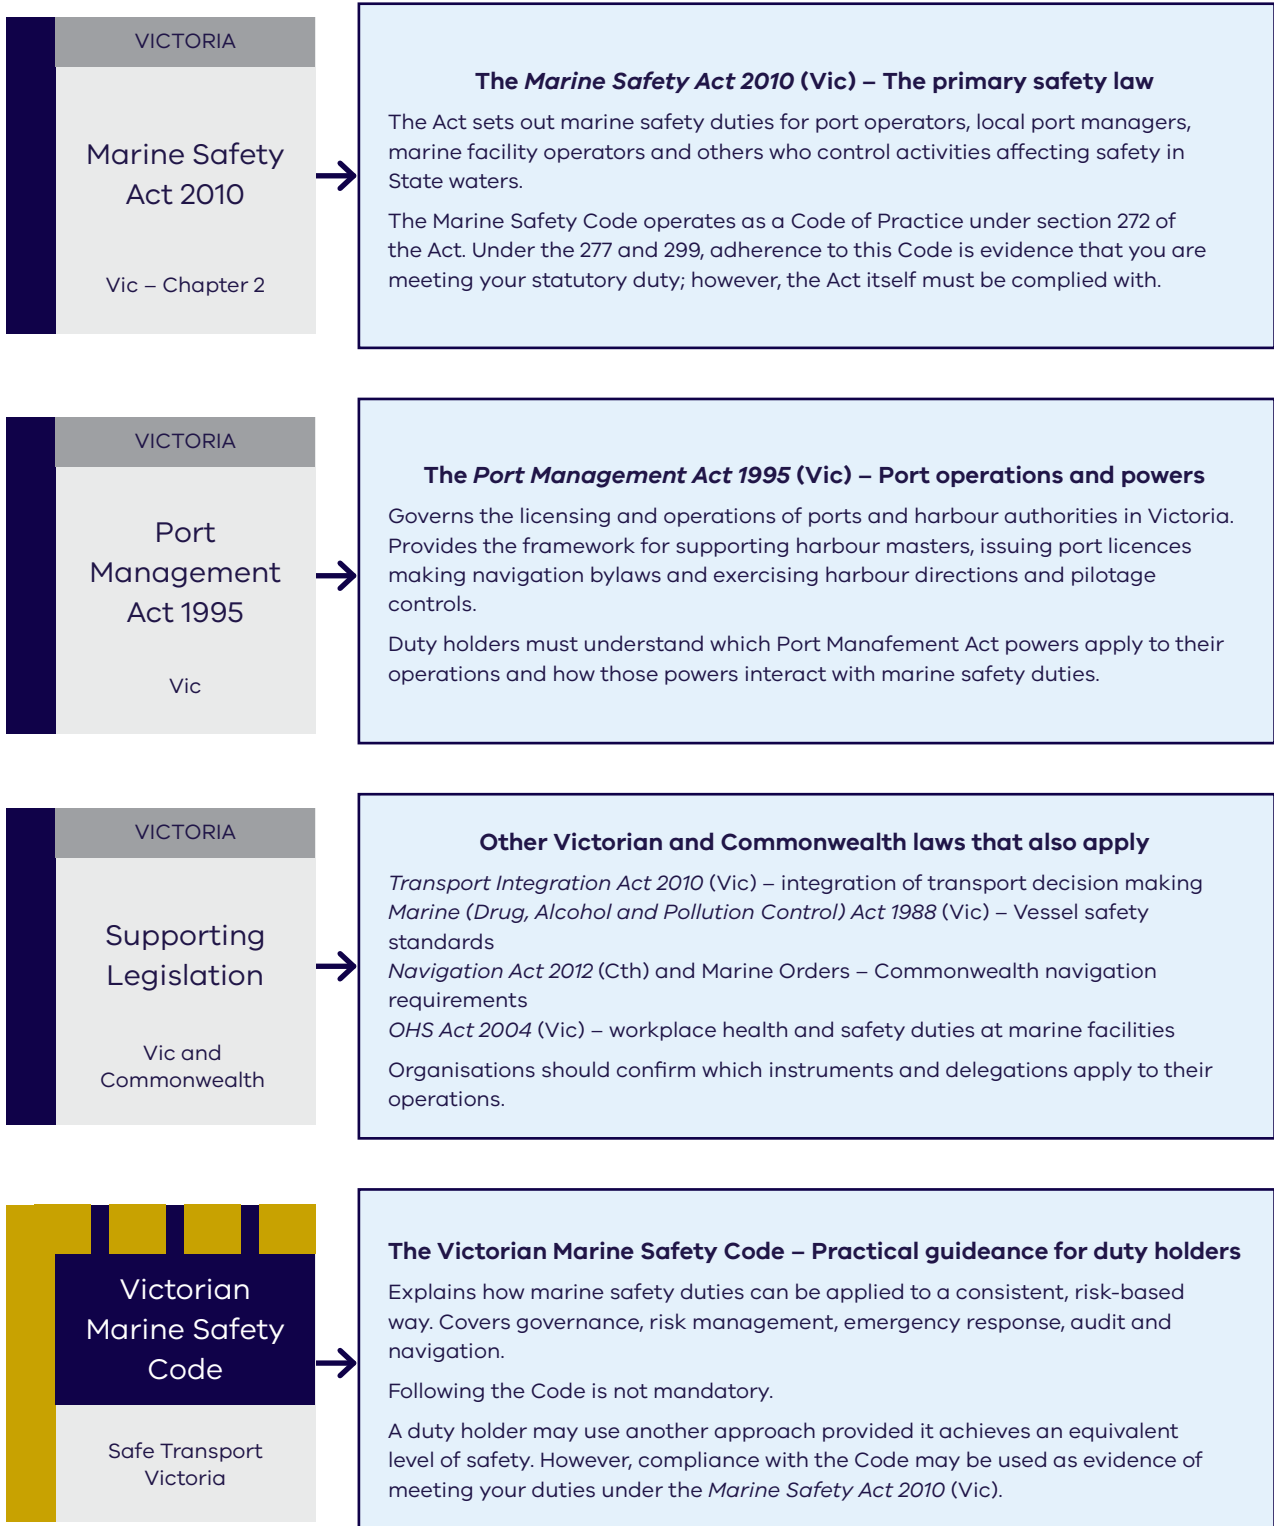 VICTORIA
Marine Safety
Act 2010
Vic – Chapter 2
The Marine Safety Act 2010 (Vic) – The primary safety law
The Act sets out marine safety duties for port operators, local port managers,
marine facility operators and others who control activities affecting safety in
State waters.
The Marine Safety Code operates as a Code of Practice under section 272 of
the Act. Under the 277 and 299, adherence to this Code is evidence that you are
meeting your statutory duty; however, the Act itself must be complied with.
VICTORIA
Port
Management
Act 1995
Vic
The Port Management Act 1995 (Vic) – Port operations and powers
Governs the licensing and operations of ports and harbour authorities in Victoria.
Provides the framework for supporting harbour masters, issuing port licences
making navigation bylaws and exercising harbour directions and pilotage
controls.
Duty holders must understand which Port Manafement Act powers apply to their
operations and how those powers interact with marine safety duties.
VICTORIA
Supporting
Legislation
Vic and
Commonwealth
Other Victorian and Commonwealth laws that also apply
Transport Integration Act 2010 (Vic) – integration of transport decision making
Marine (Drug, Alcohol and Pollution Control) Act 1988 (Vic) – Vessel safety
standards
Navigation Act 2012 (Cth) and Marine Orders – Commonwealth navigation
requirements
OHS Act 2004 (Vic) – workplace health and safety duties at marine facilities
Organisations should confirm which instruments and delegations apply to their
operations.
Victorian
Marine Safety
Code
Safe Transport
Victoria
The Victorian Marine Safety Code – Practical guideance for duty holders
Explains how marine safety duties can be applied to a consistent, risk-based
way. Covers governance, risk management, emergency response, audit and
navigation.
Following the Code is not mandatory.
A duty holder may use another approach provided it achieves an equivalent
level of safety. However, compliance with the Code may be used as evidence of
meeting your duties under the Marine Safety Act 2010 (Vic).